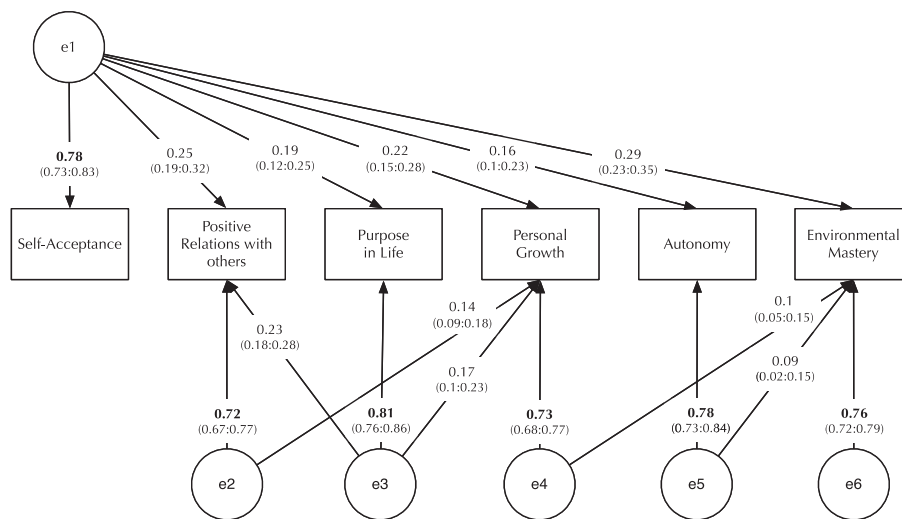 e1
0.78
(0.73:0.83)
0.25
(0.19:0.32)
0.19
(0.12:0.25)
0.22
(0.15:0.28)
0.16
(0.1:0.23)
0.29
(0.23:0.35)
Self-Acceptance
Positive
Relations with
others
Purpose
in Life
Personal
Growth
Autonomy
Environmental
Mastery
0.23
(0.18:0.28)
0.14
(0.09:0.18)
0.17
(0.1:0.23)
0.1
(0.05:0.15)
0.09
(0.02:0.15)
0.72
(0.67:0.77)
0.81
(0.76:0.86)
0.73
(0.68:0.77)
0.78
(0.73:0.84)
0.76
(0.72:0.79)
e2
e3
e4
e5
e6